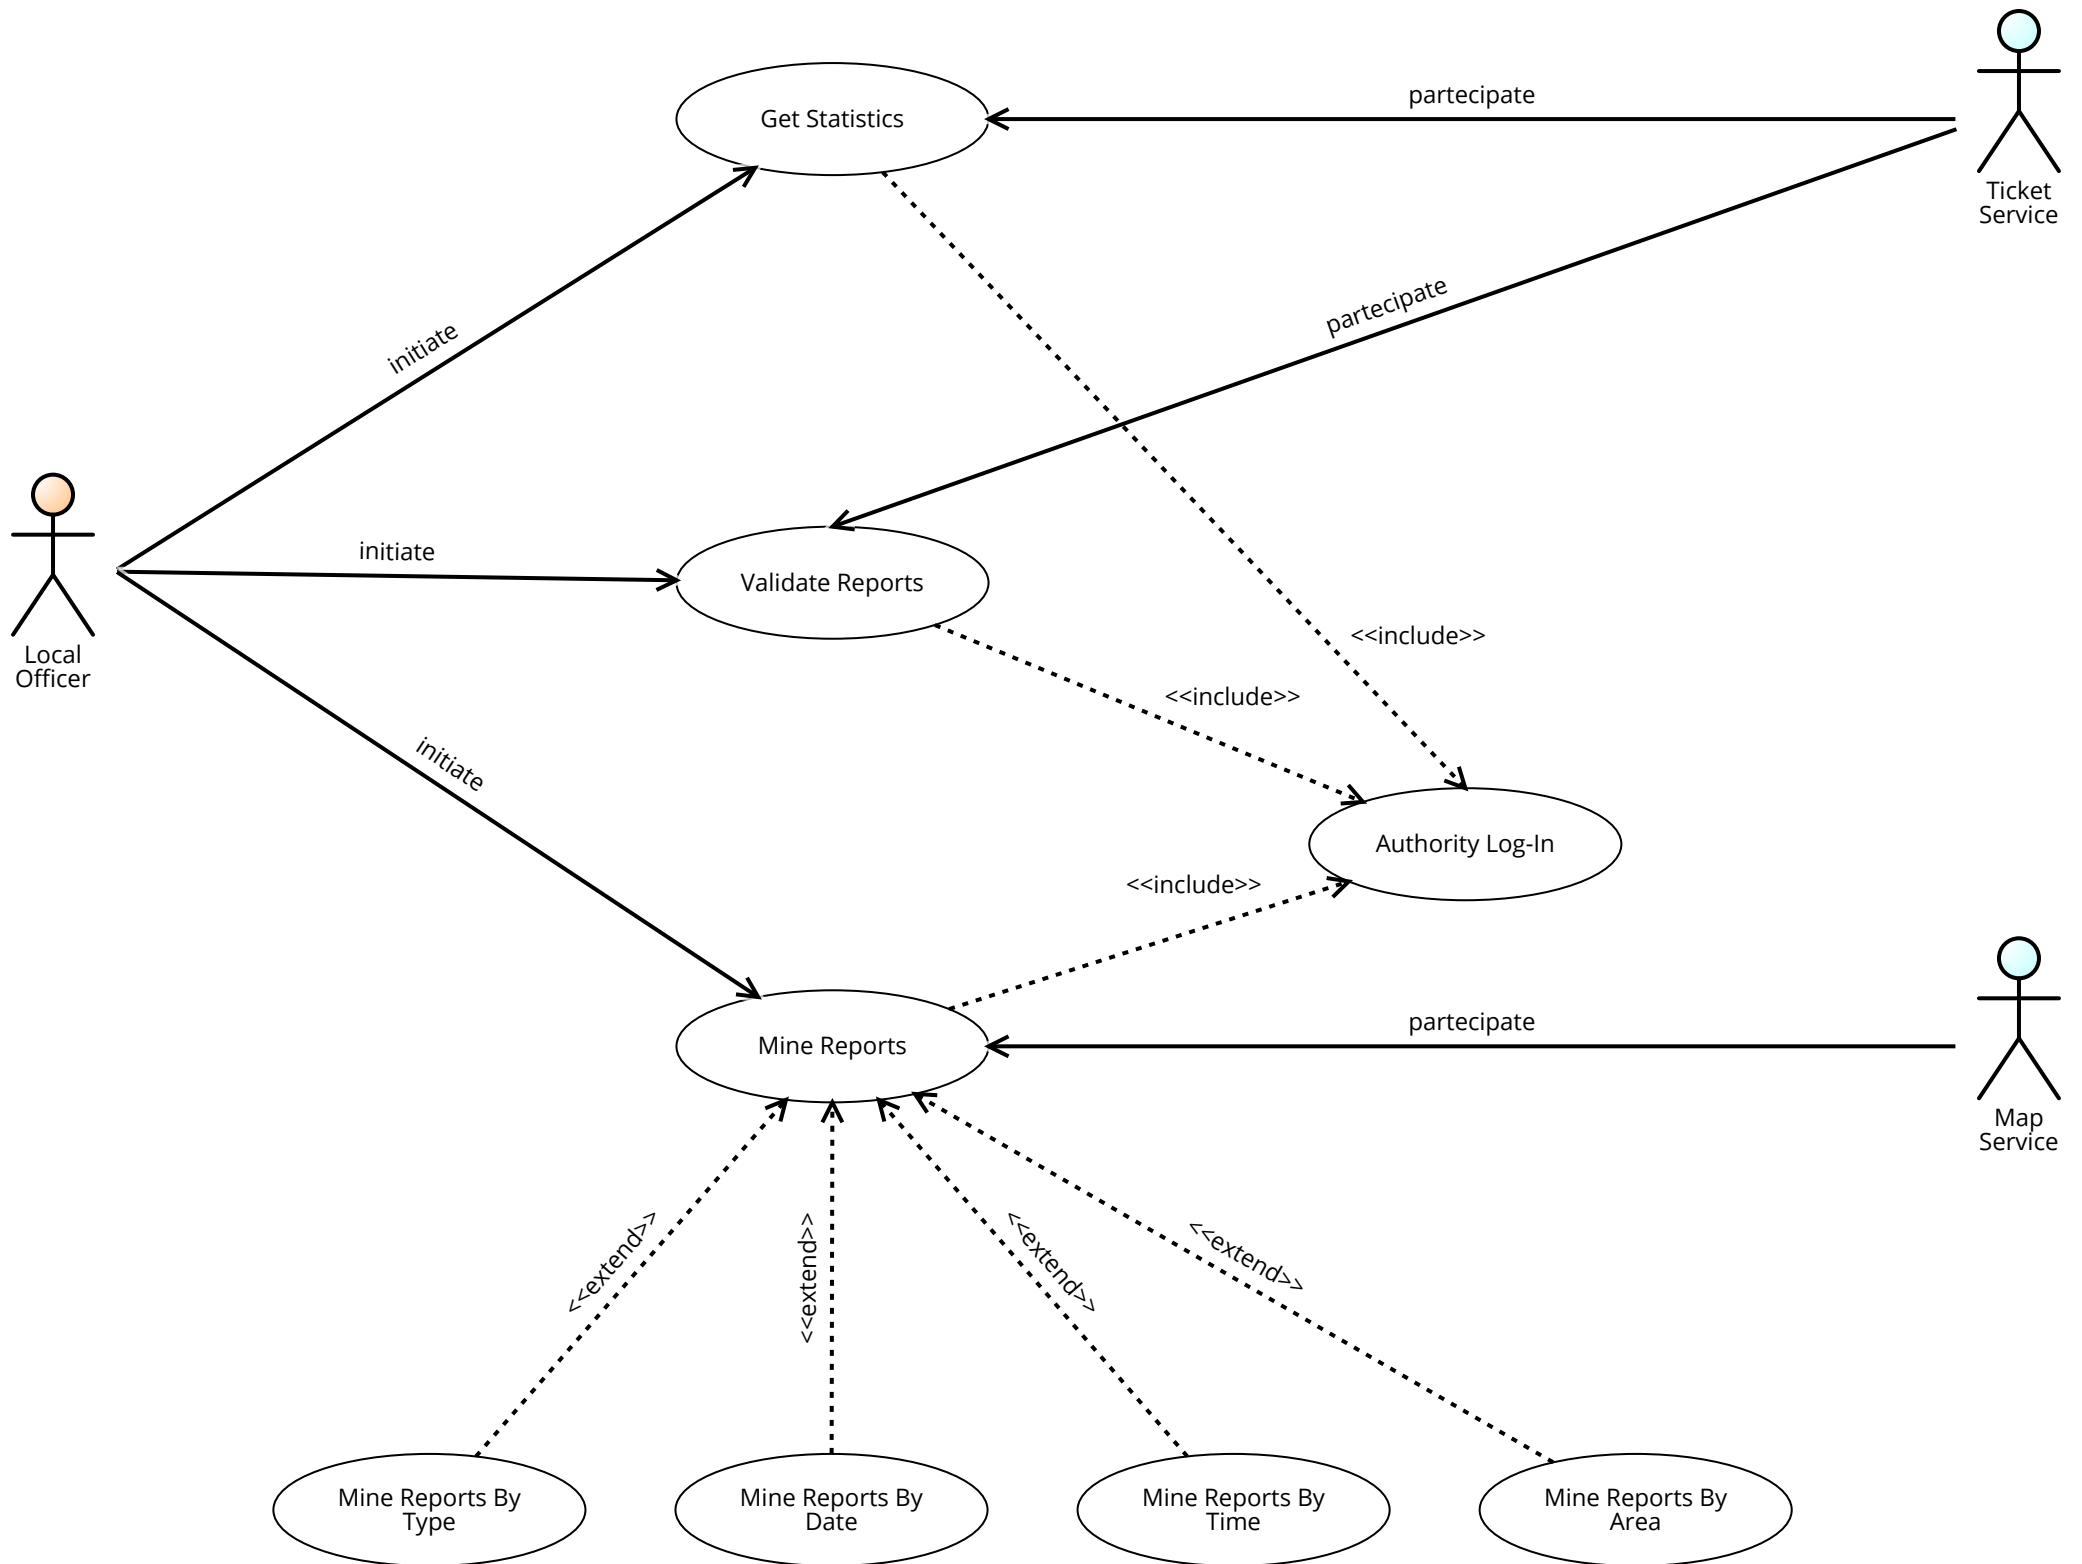 Get Statistics
partecipate
Ticket
Service
partecipate
initiate
initiate
Validate Reports
Local
Officer
<<include>>
<<include>>
initiate
Authority Log-In
<<include>>
Mine Reports
partecipate
Map
Service
<<extend>>
<<extend>>
<<extend>>
<<extend>>
Mine Reports By
Type
Mine Reports By
Date
Mine Reports By
Time
Mine Reports By
Area